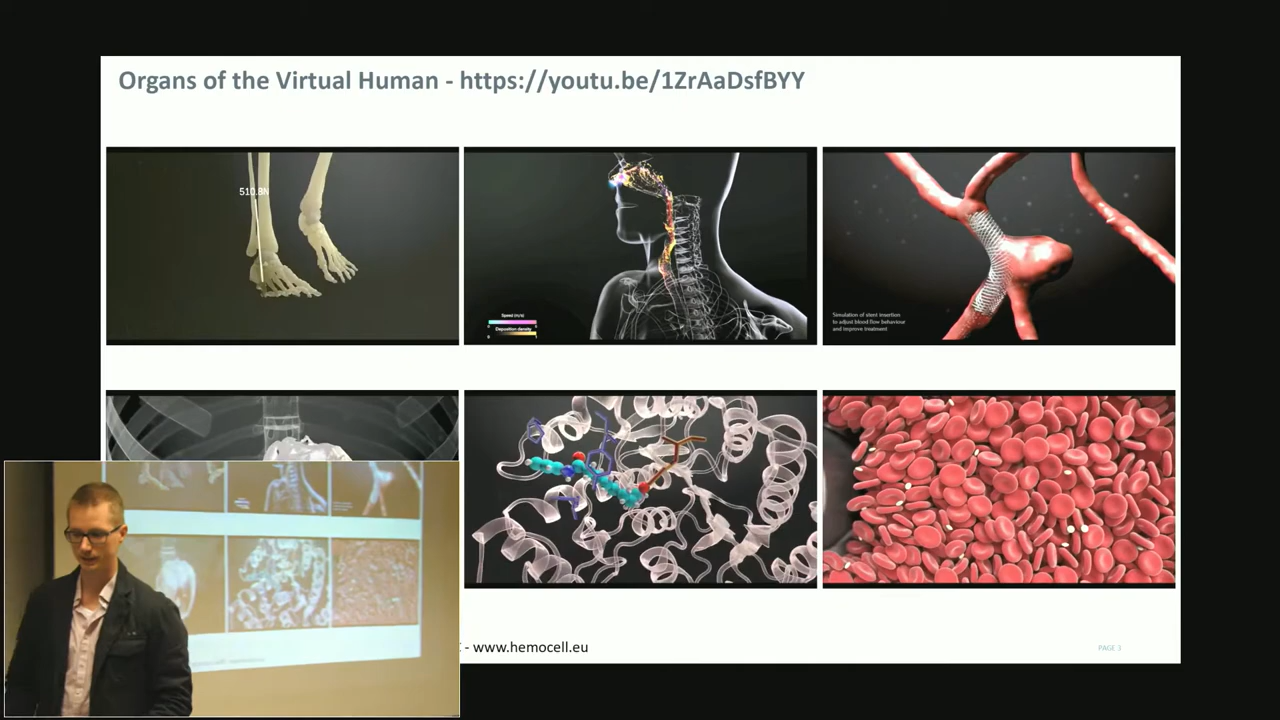 Organs of the Virtual Human - https://youtu.be/1ZrAaDsfBYY
510.8N
Speed (m/s)
Deposition density
Simulation of stent insertion
to adjust blood flow behaviour
and improve treatment
- www.hemocell.eu
PAGE 3